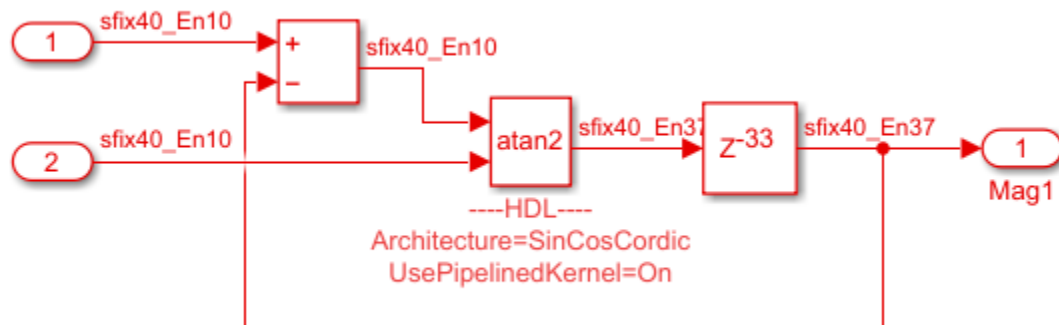 sfix40_En10
1
+
−
sfix40_En10
sfix40_En10
2
atan2
sfix40_En37
Z-33
sfix40_En37
1
Mag1
----HDL----
Architecture=SinCosCordic
UsePipelinedKernel=On